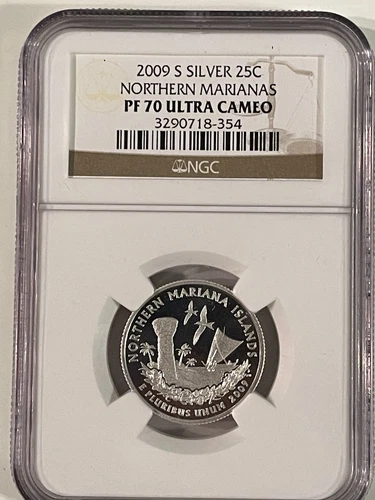 2009 S SILVER 25C
NORTHERN MARIANAS
PF 70 ULTRA CAMEO
3290718-354
NGC
NORTHERN MARIANA ISLANDS
E PLURIBUS UNUM 2009